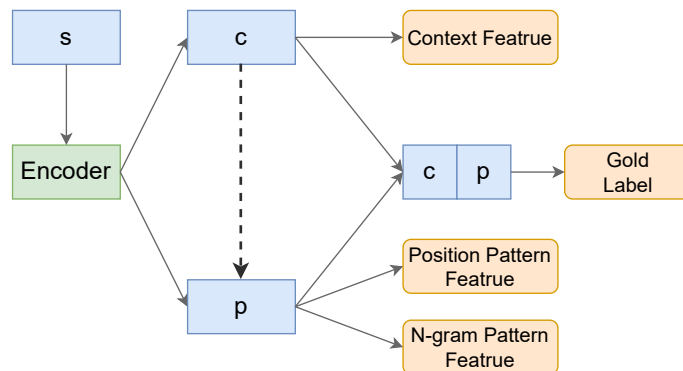 s
c
Context Featrue
Encoder
c
p
Gold
Label
Position Pattern
Featrue
p
N-gram Pattern
Featrue